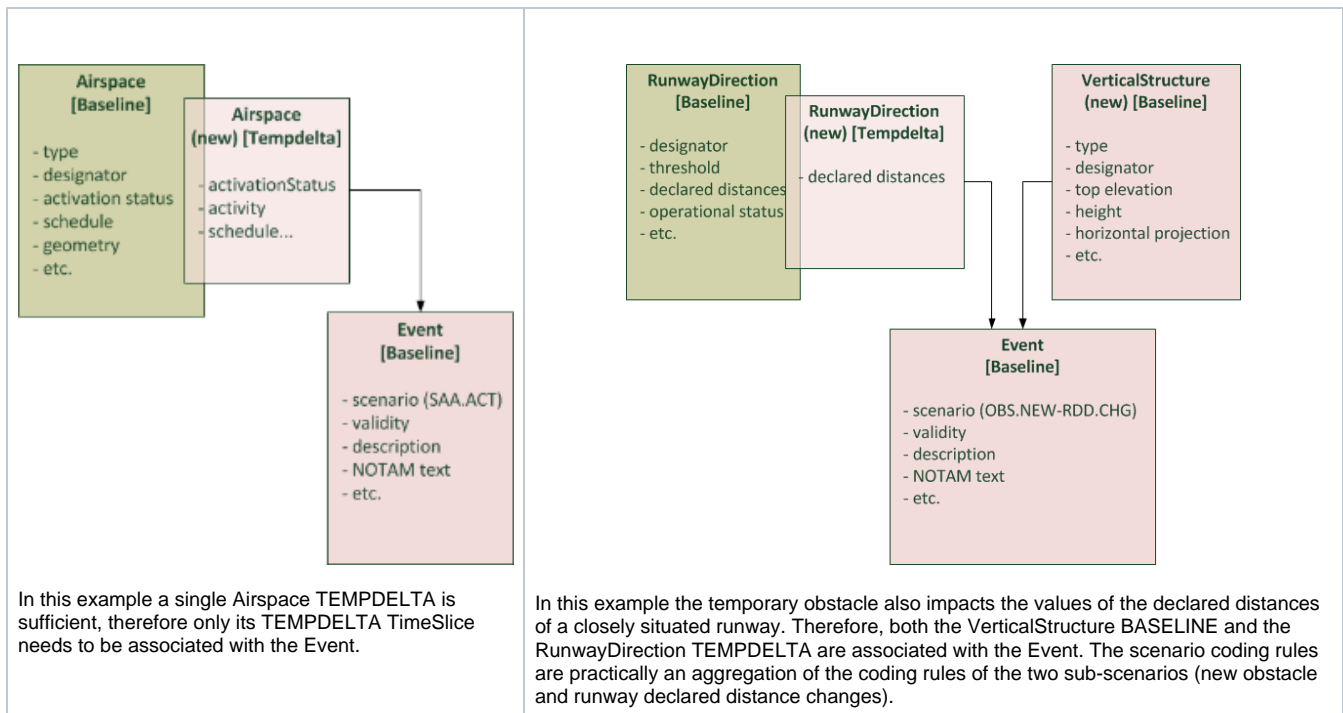 Airspace
[Baseline]
- type
- designator
- activation status
- schedule
- geometry
- etc.
Airspace
(new) [Tempdelta]
- activationStatus
- activity
- schedule...
Event
[Baseline]
- scenario (SAA.ACT)
- validity
- description
- NOTAM text
- etc.
In this example a single Airspace TEMPDELTA is
sufficient, therefore only its TEMPDELTA TimeSlice
needs to be associated with the Event.
RunwayDirection
[Baseline]
- designator
- threshold
- declared distances
- operational status
- etc.
RunwayDirection
(new) [Tempdelta]
- declared distances
VerticalStructure
(new) [Baseline]
- type
- designator
- top elevation
- height
- horizontal projection
- etc.
Event
[Baseline]
- scenario (OBS.NEW-RDD.CHG)
- validity
- description
- NOTAM text
- etc.
In this example the temporary obstacle also impacts the values of the declared distances
of a closely situated runway. Therefore, both the VerticalStructure BASELINE and the
RunwayDirection TEMPDELTA are associated with the Event. The scenario coding rules
are practically an aggregation of the coding rules of the two sub-scenarios (new obstacle
and runway declared distance changes).